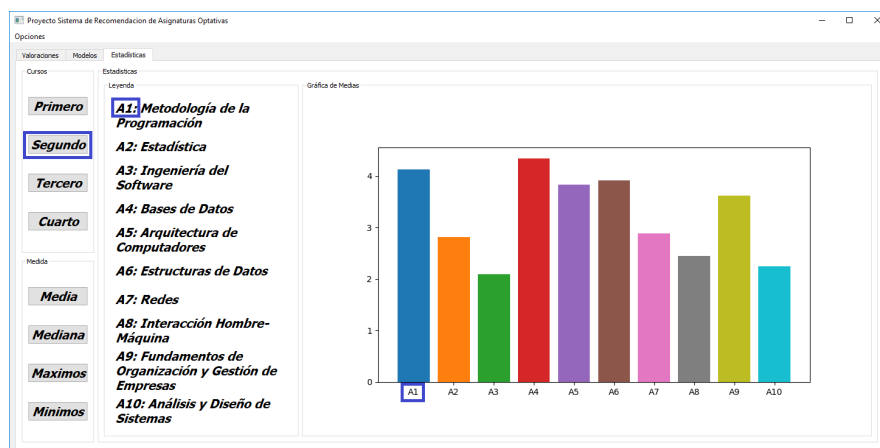 Proyecto Sistema de Recomendacion de Asignaturas Optativas
Opciones
Valoraciones Modelos Estadísticas
Cursos
Primero
Segundo
Tercero
Cuarto
Medida
Media
Mediana
Maximos
Minimos
Estadisticas
Leyenda
A1: Metodología de la
Programación
A2: Estadística
A3: Ingeniería del
Software
A4: Bases de Datos
A5: Arquitectura de
Computadores
A6: Estructuras de Datos
A7: Redes
A8: Interacción Hombre-
Máquina
A9: Fundamentos de
Organización y Gestión de
Empresas
A10: Análisis y Diseño de
Sistemas
Gráfica de Medias
4
3
2
1
0
A1 A2 A3 A4 A5 A6 A7 A8 A9 A10